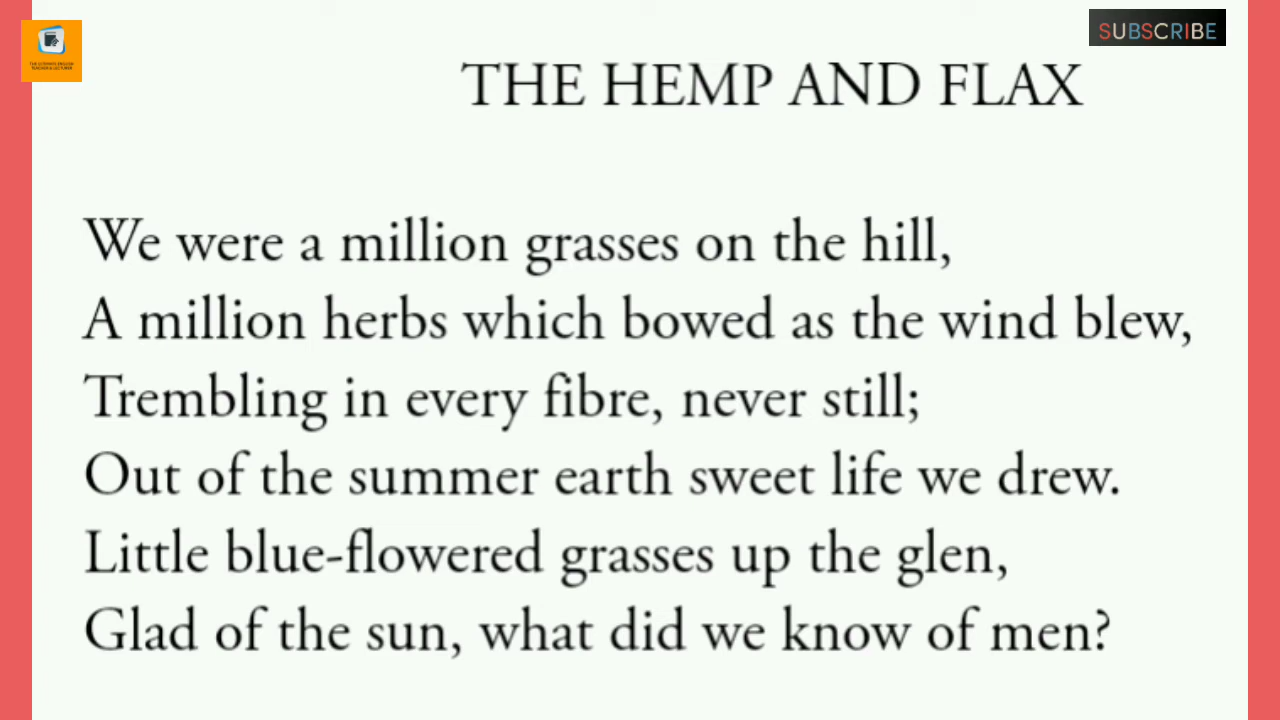 SUBSCRIBE
THE HEMP AND FLAX
We were a million grasses on the hill,
A million herbs which bowed as the wind blew,
Trembling in every fibre, never still;
Out of the summer earth sweet life we drew.
Little blue-flowered grasses up the glen,
Glad of the sun, what did we know of men?